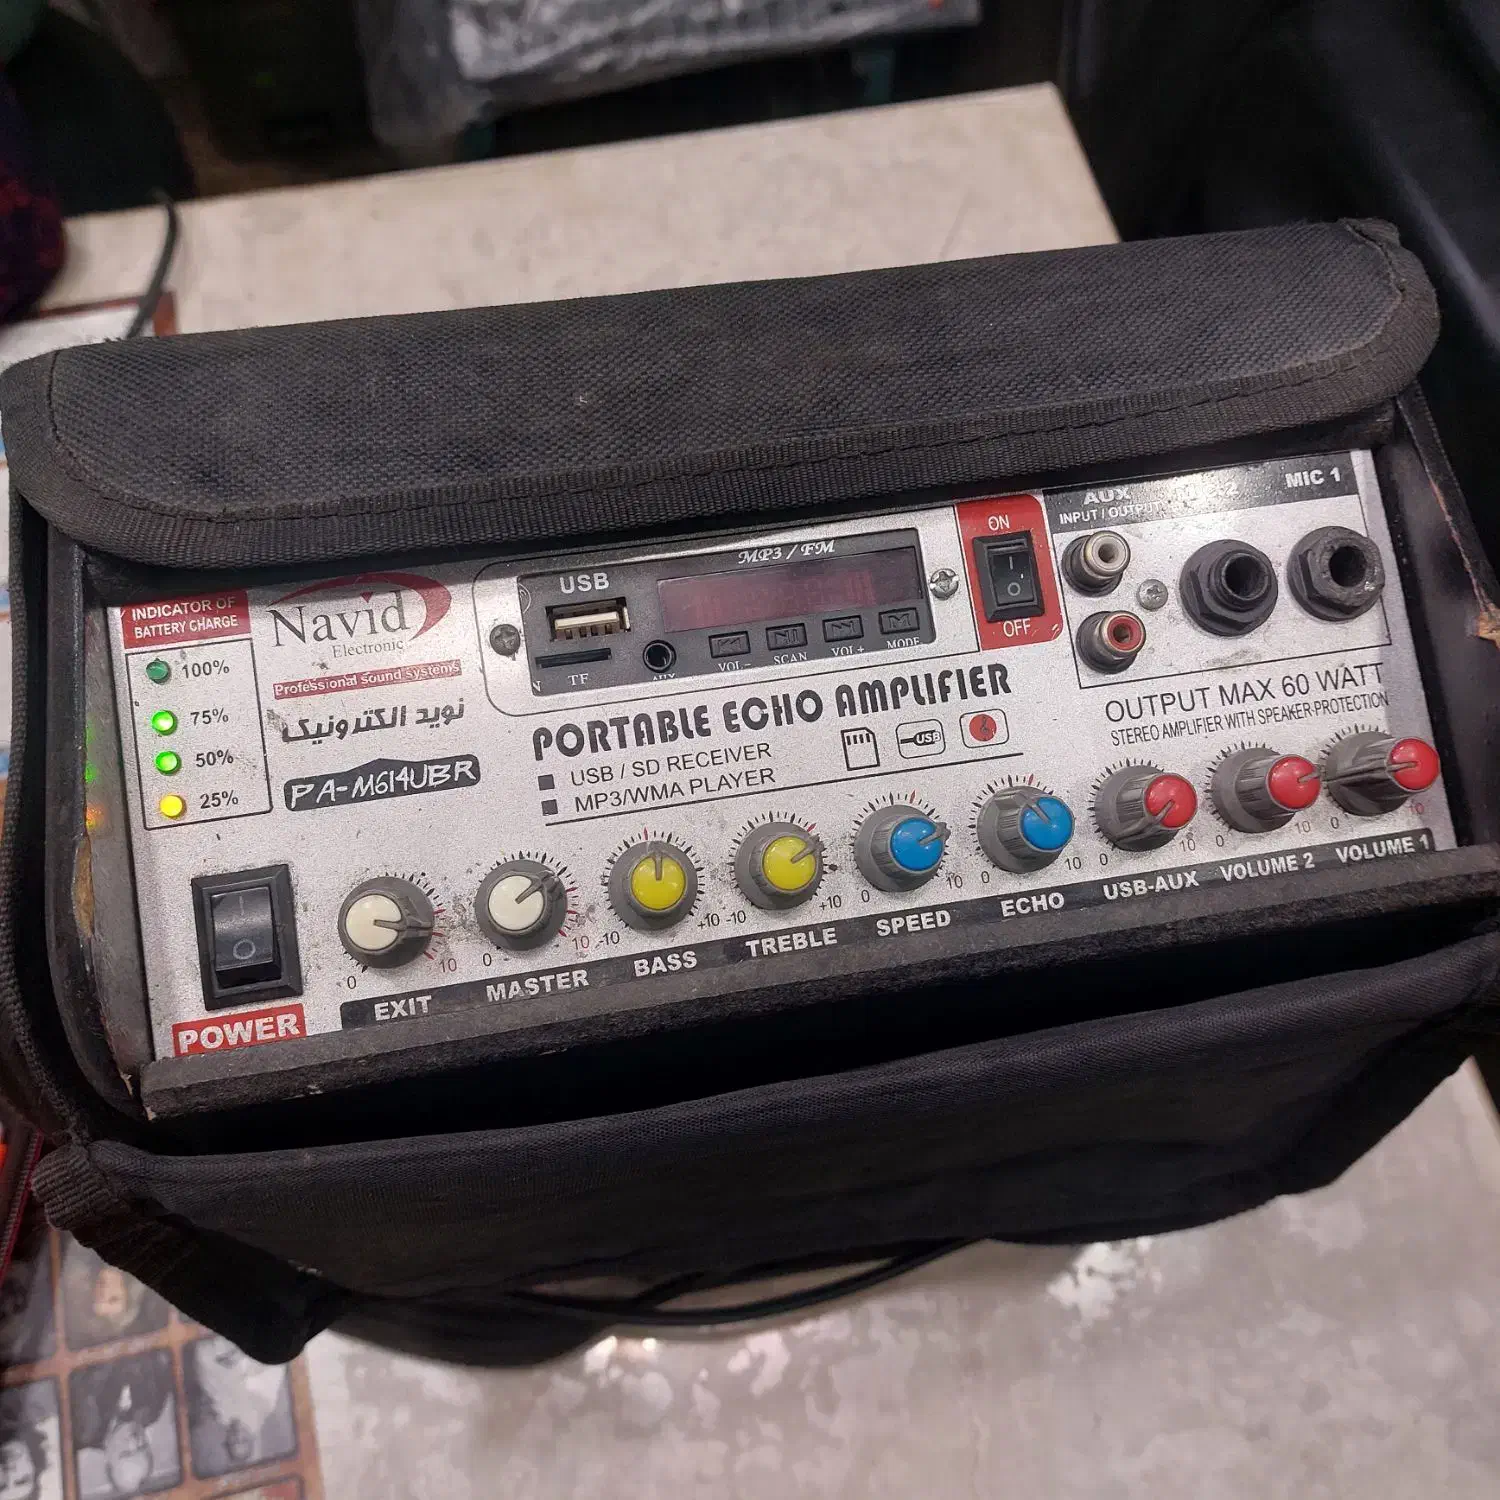 INDICATOR OF
BATTERY CHARGE
100%
75%
50%
25%
Navid
Electronic
Professional sound systems
نوید الکترونیک
PA-M614UBR
USB
MP3 / FM
TF
AUX
VOL-
SCAN
VOL+
MODE
ON
OFF
AUX
INPUT / OUTPUT
MIC 1
PORTABLE ECHO AMPLIFIER
USB / SD RECEIVER
MP3/WMA PLAYER
USB
OUTPUT MAX 60 WATT
STEREO AMPLIFIER WITH SPEAKER PROTECTION
POWER
0 10
EXIT
0 10
MASTER
-10 +10
BASS
-10 +10
TREBLE
0 10
SPEED
0 10
ECHO
0 10
USB-AUX
0 10
VOLUME 2
0 10
VOLUME 1